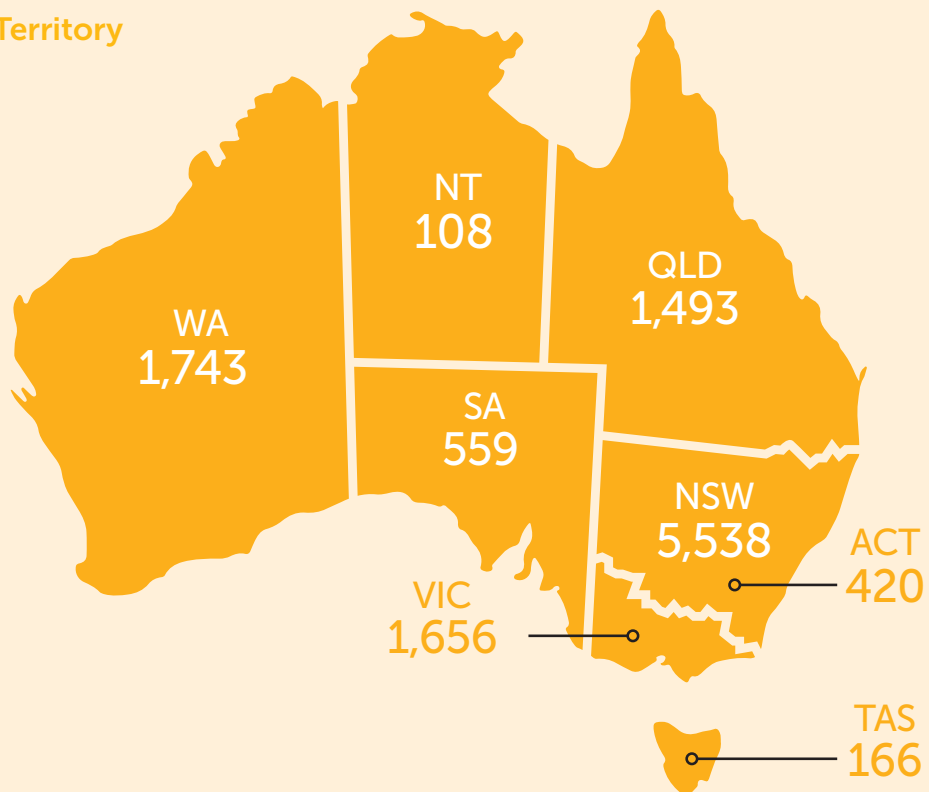 Territory
NT
108
QLD
1,493
WA
1,743
SA
559
NSW
5,538
ACT
420
VIC
1,656
TAS
166